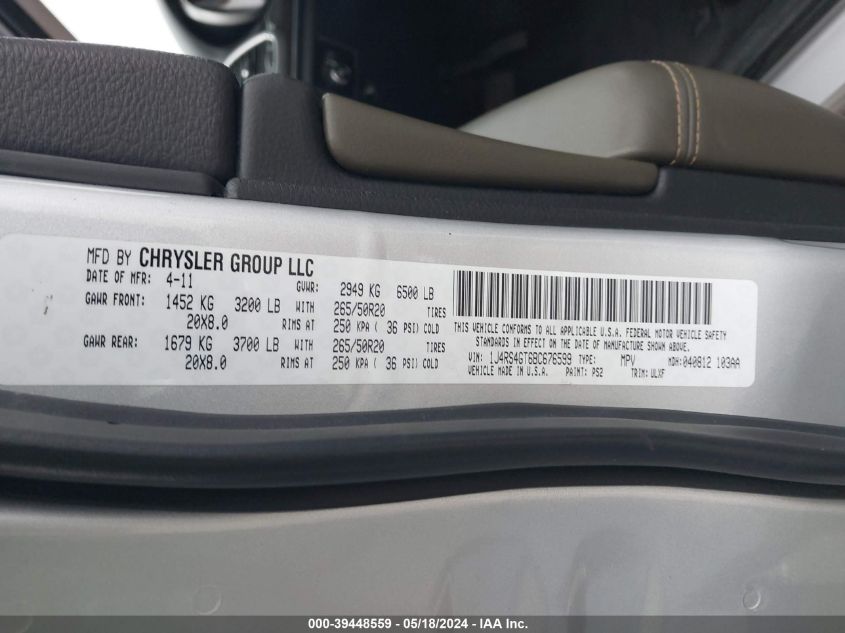 MFD BY CHRYSLER GROUP LLC
DATE OF MFR: 4-11 GVWR: 2949 KG 6500 LB
GAWR FRONT: 1452 KG 3200 LB WITH 265/50R20 TIRES
20X8.0 RIMS AT 250 KPA ( 36 PSI) COLD
GAWR REAR: 1679 KG 3700 LB WITH 265/50R20 TIRES
20X8.0 RIMS AT 250 KPA ( 36 PSI) COLD
THIS VEHICLE CONFORMS TO ALL APPLICABLE U.S.A. FEDERAL MOTOR VEHICLE SAFETY
STANDARDS IN EFFECT ON THE DATE OF MANUFACTURE SHOWN ABOVE.
VIN: 1J4RS4GT6BC676599 TYPE: MPV MDH: 040812 103AA
VEHICLE MADE IN U.S.A. PAINT: PS2 TRIM: ULXF
000-39448559 - 05/18/2024 - IAA Inc.